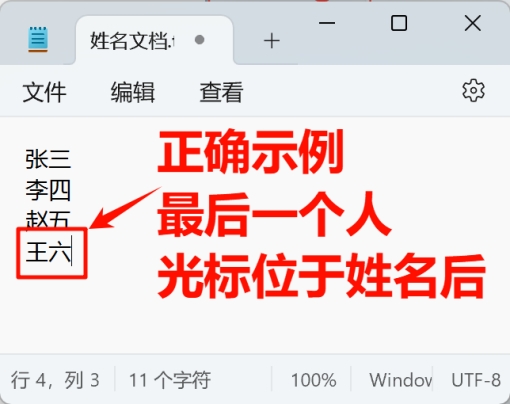 姓名文档.t
文件 编辑 查看
张三
李四
赵五
王六
正确示例
最后一个人
光标位于姓名后
行 4，列 3 11 个字符 100% Window UTF-8